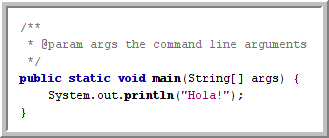 /**
 * @param args the command line arguments
 */
public static void main(String[] args) {
    System.out.println("Hola!");
}